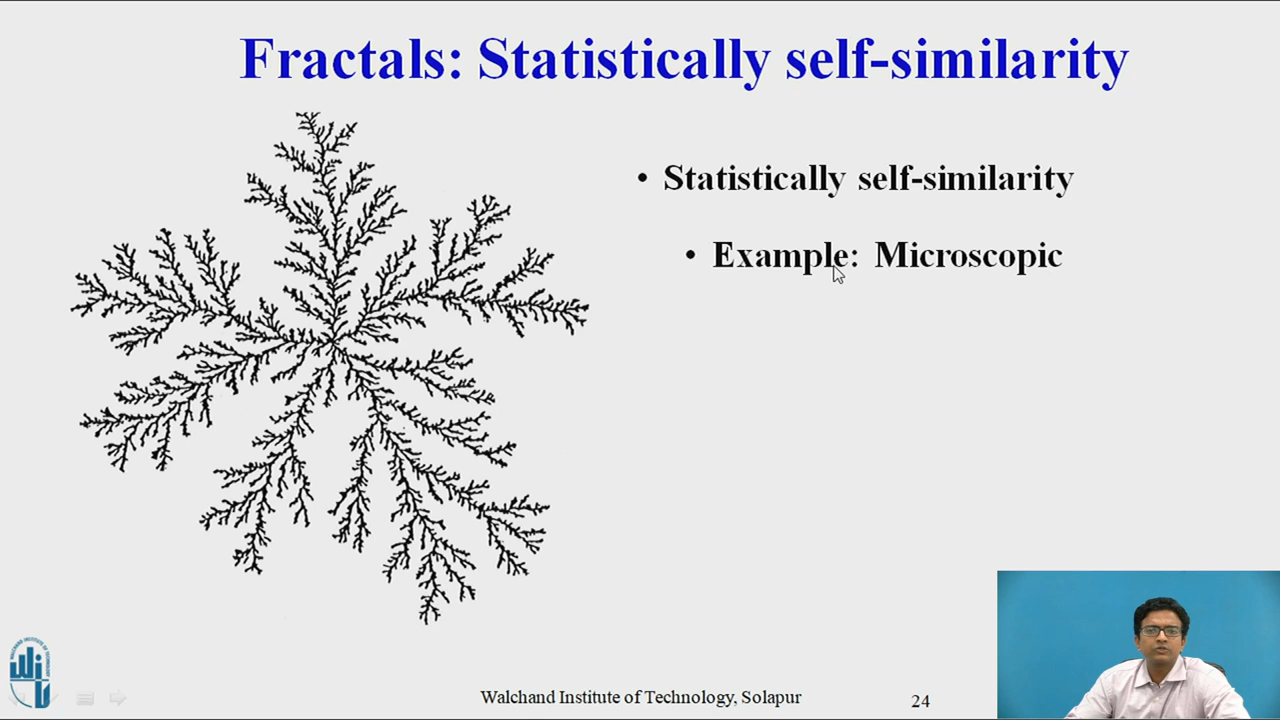 Fractals: Statistically self-similarity
• Statistically self-similarity
• Example: Microscopic
Walchand Institute of Technology, Solapur
24